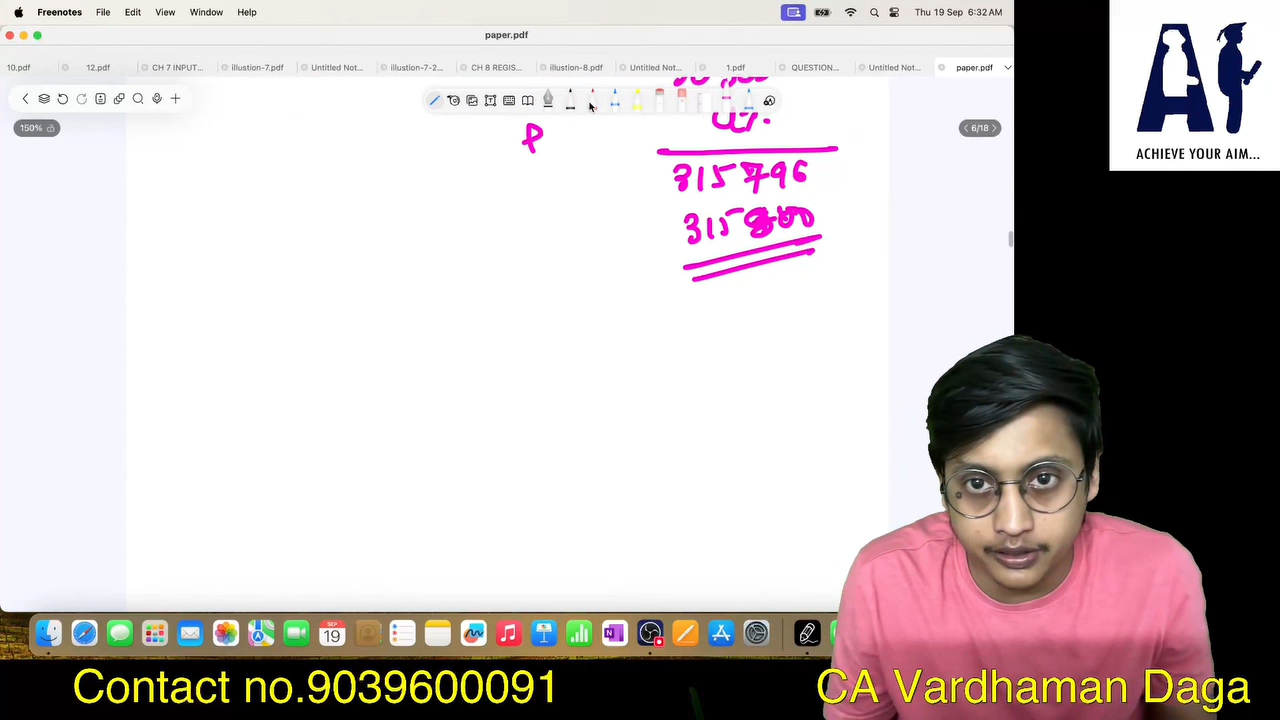 Freenotes File Edit View Window Help Thu 19 Sep 6:32 AM
paper.pdf
10.pdf 12.pdf CH 7 INPUT... illustion-7.pdf Untitled Not... illustion-7-2... CH 8 REGIS... illustion-8.pdf Untitled Not... 1.pdf QUESTION... Untitled Not... paper.pdf
150%
6/18
P
315796
315800
SEP
19
AI
ACHIEVE YOUR AIM...
Contact no.9039600091
CA Vardhaman Daga